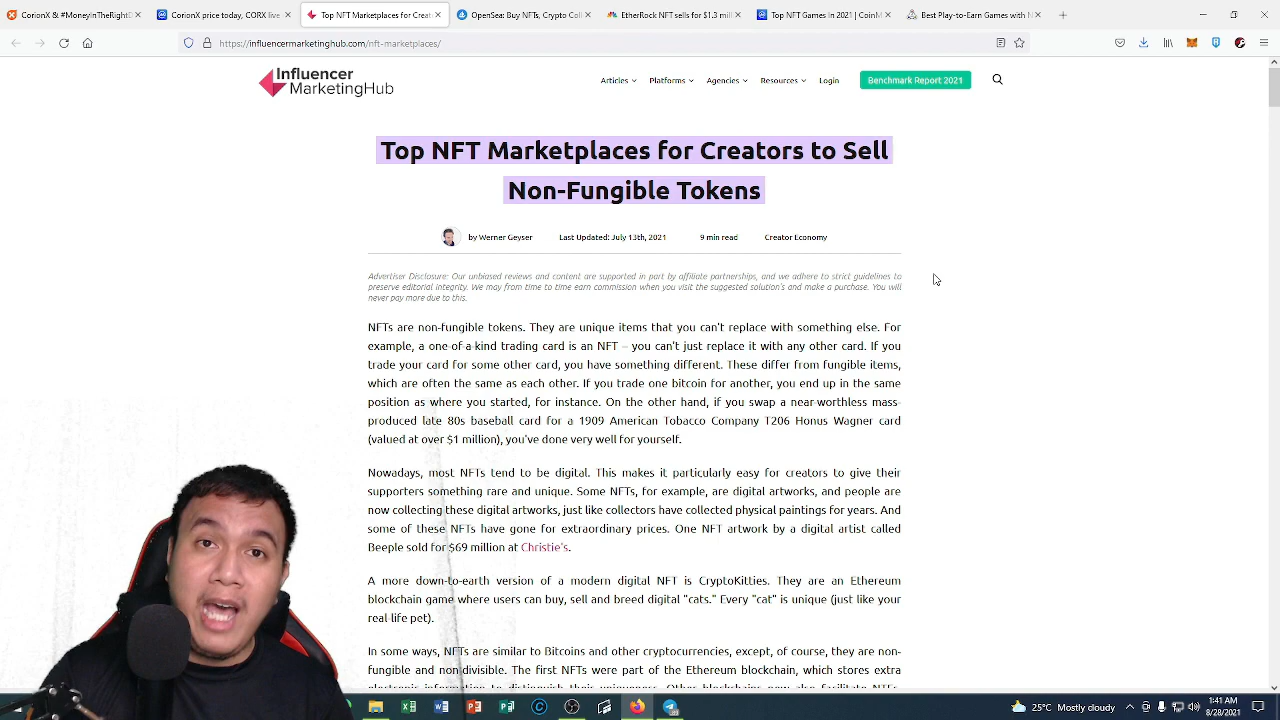 CorionX & #MoneyTheRight
CorionX price today, CORX live
Top NFT Marketplaces for Creat
Upcoming NFTs, Crypto Coll
EtherRock NFT sells for $1.3 mill
Top NFT Games In 2021 | CoinM
Best Play-to-Earn Games with N
https://influencermarketinghub.com/nft-marketplaces/
Influencer
MarketingHub
Articles
Platforms
Agencies
Resources
Login
Benchmark Report 2021
Top NFT Marketplaces for Creators to Sell
Non-Fungible Tokens
by Werner Geyser
Last Updated: July 13th, 2021
9 min read
Creator Economy
Advertiser Disclosure: Our unbiased reviews and content are supported in part by affiliate partnerships, and we adhere to strict guidelines to
preserve editorial integrity. We may from time to time earn commission when you visit the suggested solution's and make a purchase. You will
never pay more due to this.
NFTs are non-fungible tokens. They are unique items that you can't replace with something else. For
example, a one-of-a-kind trading card is an NFT – you can't just replace it with any other card. If you
trade your card for some other card, you have something different. These differ from fungible items,
which are often the same as each other. If you trade one bitcoin for another, you end up in the same
position as where you started, for instance. On the other hand, if you swap a near-worthless mass-
produced late 80s baseball card for a 1909 American Tobacco Company T206 Honus Wagner card
(valued at over $1 million), you've done very well for yourself.
Nowadays, most NFTs tend to be digital. This makes it particularly easy for creators to give their
supporters something rare and unique. Some NFTs, for example, are digital artworks, and people are
now collecting these digital artworks, just like collectors have collected physical paintings for years. And
some of these NFTs have gone for extraordinary prices. One NFT artwork by a digital artist called
Beeple sold for $69 million at Christie's.
A more down-to-earth version of a modern digital NFT is CryptoKitties. They are an Ethereum
blockchain game where users can buy, sell and breed digital "cats." Every "cat" is unique (just like your
real life pet).
In some ways, NFTs are similar to Bitcoins and other cryptocurrencies, except, of course, they are non-
fungible and non-divisible. The first NFTs were part of the Ethereum blockchain, which stores extra
25°C Mostly cloudy
1:41 AM
8/28/2021